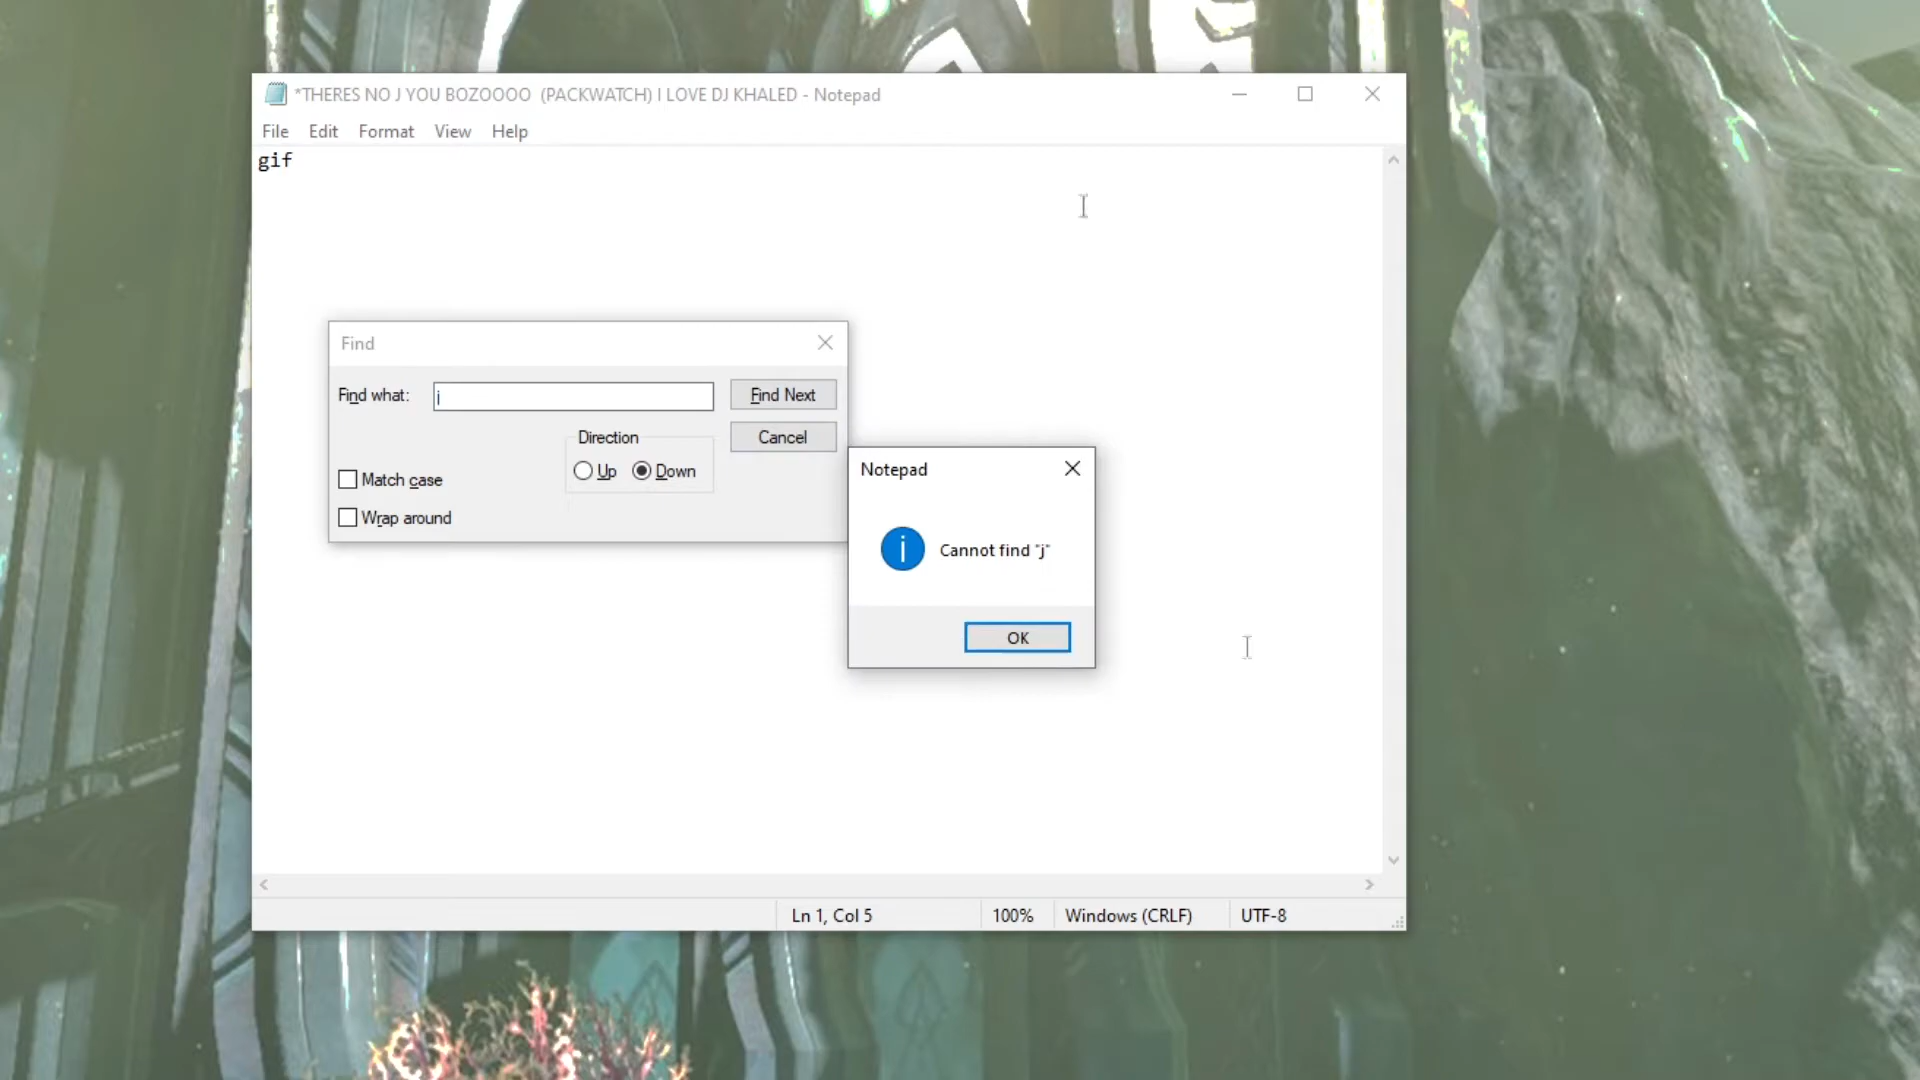 *THERES NO J YOU BOZOOOO (PACKWATCH) I LOVE DJ KHALED - Notepad
File Edit Format View Help
gif
Find
Find what: j Find Next
Direction Cancel
Up Down
Match case
Wrap around
Notepad
Cannot find "j"
OK
Ln 1, Col 5 100% Windows (CRLF) UTF-8